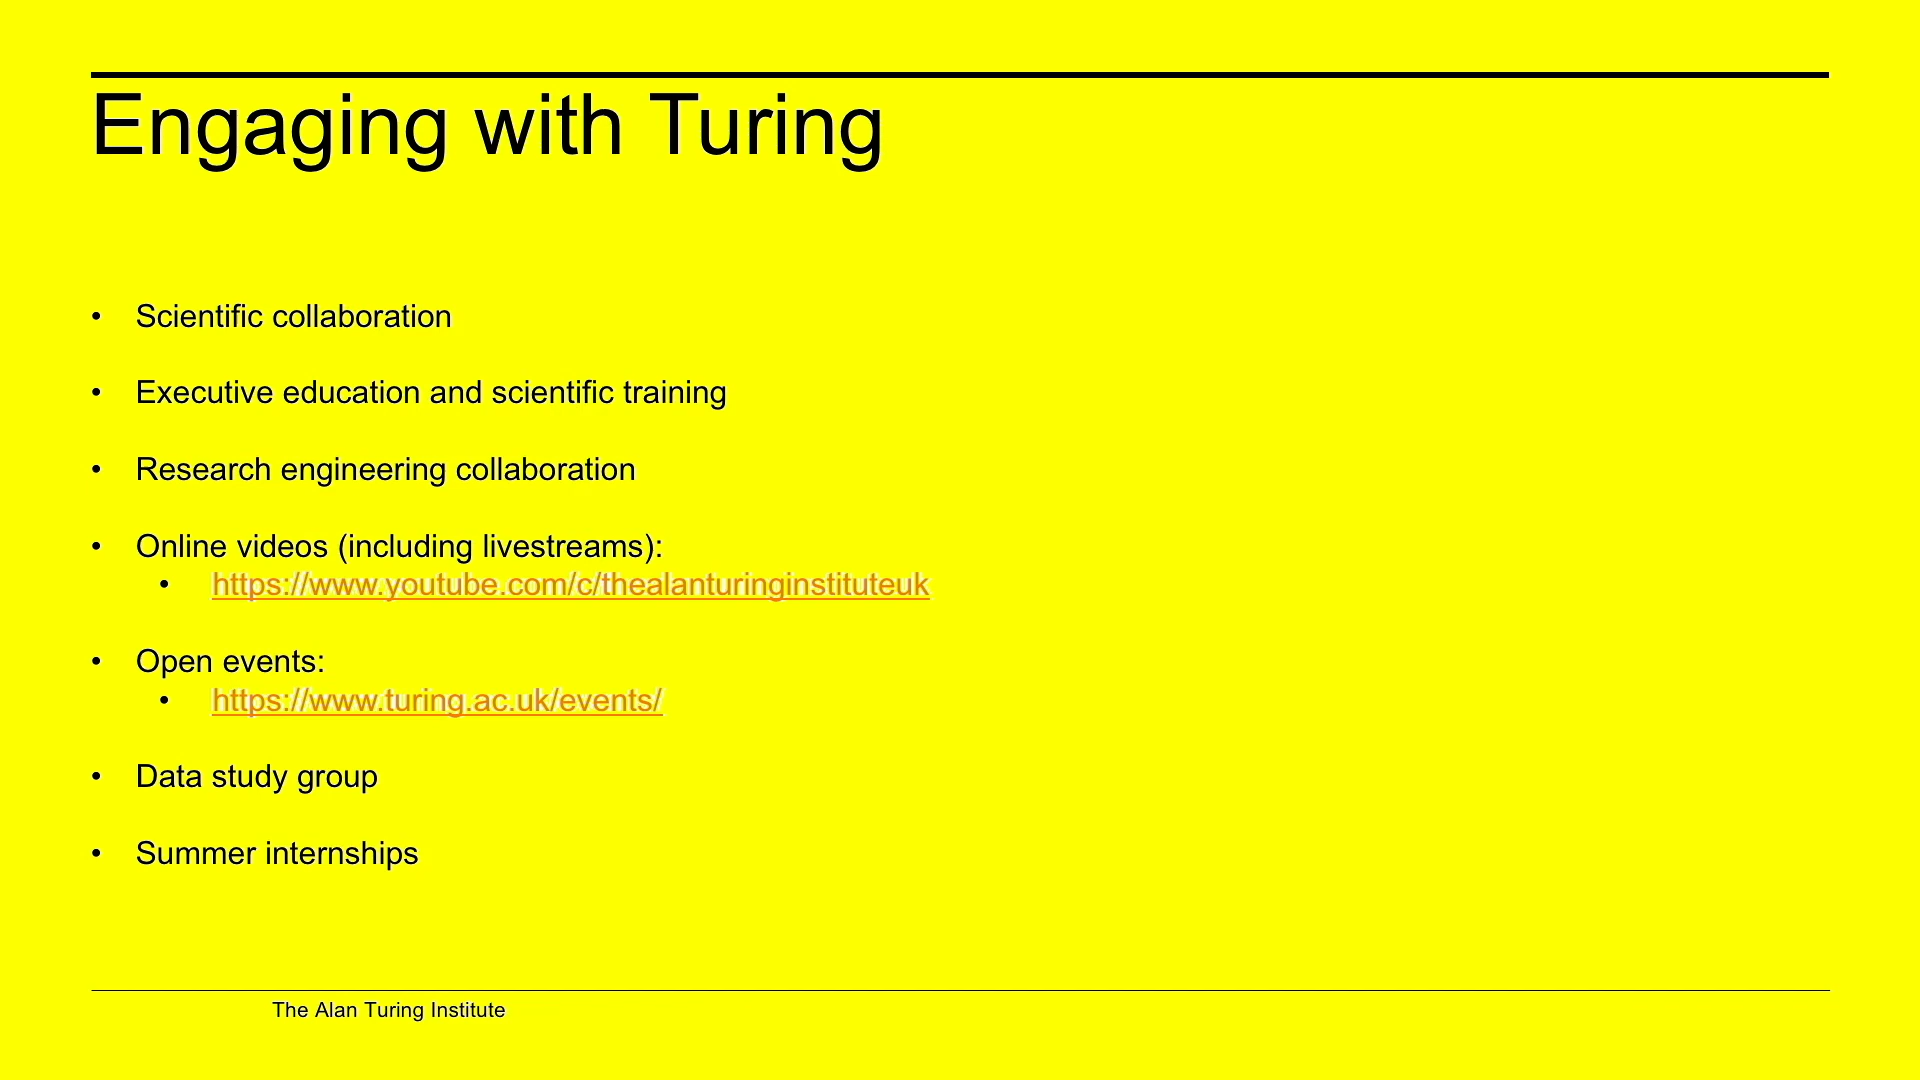 Engaging with Turing
• Scientific collaboration
• Executive education and scientific training
• Research engineering collaboration
• Online videos (including livestreams):
• https://www.youtube.com/c/thealanturinginstituteuk
• Open events:
• https://www.turing.ac.uk/events/
• Data study group
• Summer internships
The Alan Turing Institute